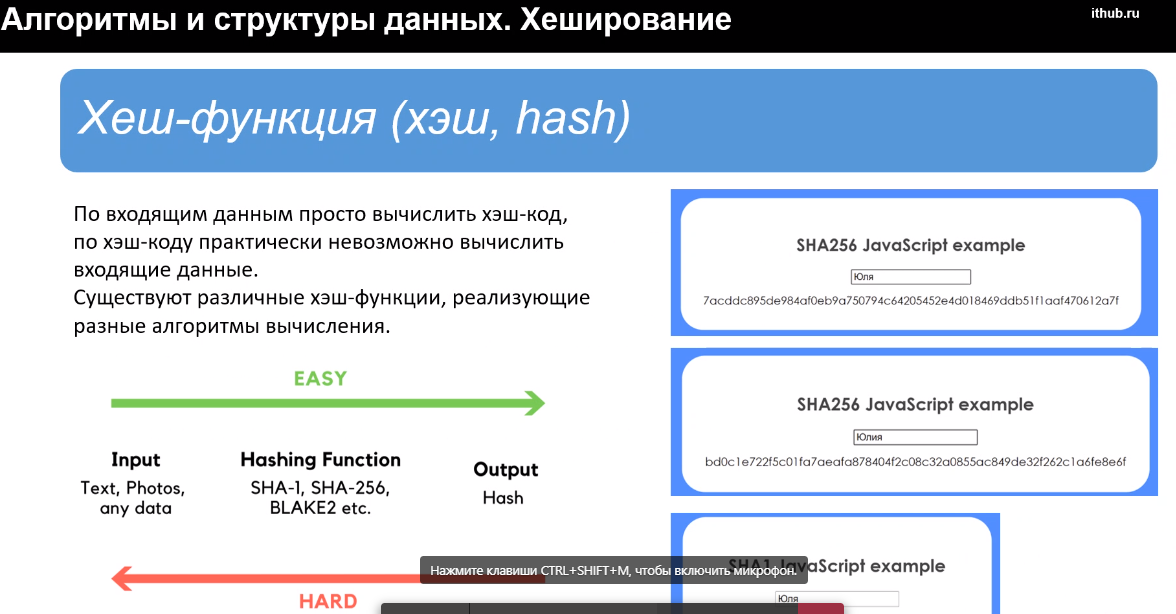 Алгоритмы и структуры данных. Хеширование
ithub.ru
Хеш-функция (хэш, hash)
По входящим данным просто вычислить хэш-код,
по хэш-коду практически невозможно вычислить
входящие данные.
Существуют различные хэш-функции, реализующие
разные алгоритмы вычисления.
EASY
Input
Text, Photos,
any data
Hashing Function
SHA-1, SHA-256,
BLAKE2 etc.
Output
Hash
HARD
SHA256 JavaScript example
Юля
7acddc895de984af0eb9a750794c64205452e4d018469ddb51f1aaf470612a7f
SHA256 JavaScript example
Юлия
bd0c1e722f5c01fa7aeafa878404f2c08c32a0855ac849de32f262c1a6fe8e6f
SHA1 JavaScript example
Юля
Нажмите клавиши CTRL+SHIFT+M, чтобы включить микрофон.